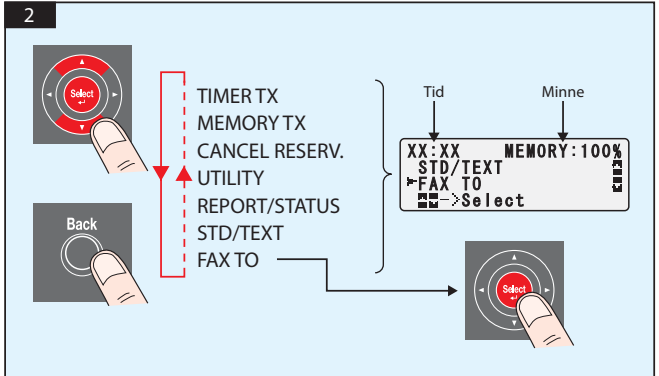 2
Select
Back
TIMER TX
MEMORY TX
CANCEL RESERV.
UTILITY
REPORT/STATUS
STD/TEXT
FAX TO
Tid Minne
XX:XX MEMORY:100%
STD/TEXT
FAX TO
->Select
Select